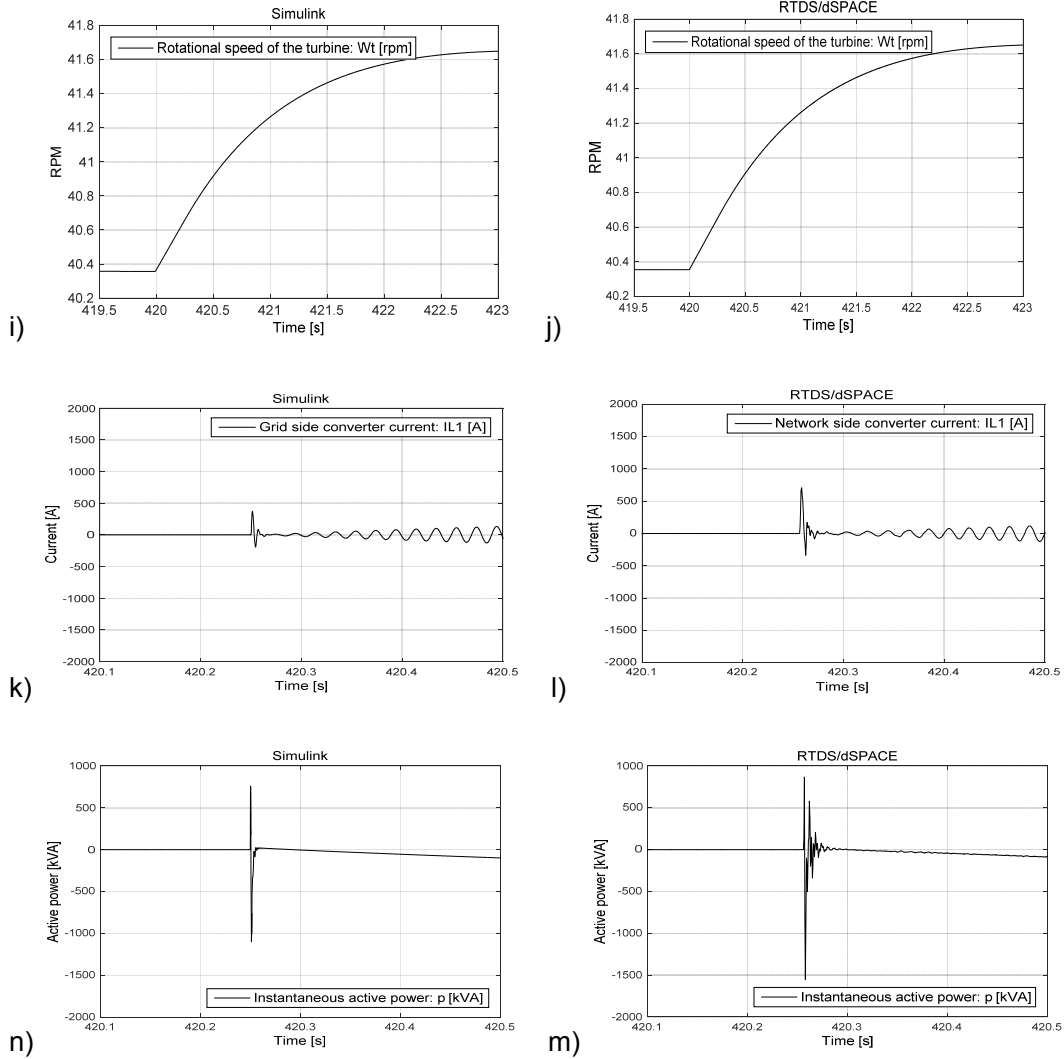 Simulink
Rotational speed of the turbine: Wt [rpm]
41.8
41.6
41.4
41.2
41
40.8
40.6
40.4
40.2
RPM
419.5 420 420.5 421 421.5 422 422.5 423
Time [s]
i)
RTDS/dSPACE
Rotational speed of the turbine: Wt [rpm]
41.8
41.6
41.4
41.2
41
40.8
40.6
40.4
40.2
RPM
419.5 420 420.5 421 421.5 422 422.5 423
Time [s]
j)
Simulink
Grid side converter current: IL1 [A]
2000
1500
1000
500
0
-500
-1000
-1500
-2000
Current [A]
420.1 420.2 420.3 420.4 420.5
Time [s]
k)
RTDS/dSPACE
Network side converter current: IL1 [A]
2000
1500
1000
500
0
-500
-1000
-1500
-2000
Current [A]
420.1 420.2 420.3 420.4 420.5
Time [s]
l)
Simulink
1000
500
0
-500
-1000
-1500
-2000
Active power [kVA]
Instantaneous active power: p [kVA]
420.1 420.2 420.3 420.4 420.5
Time [s]
n)
RTDS/dSPACE
1000
500
0
-500
-1000
-1500
-2000
Active power [kVA]
Instantaneous active power: p [kVA]
420.1 420.2 420.3 420.4 420.5
Time [s]
m)